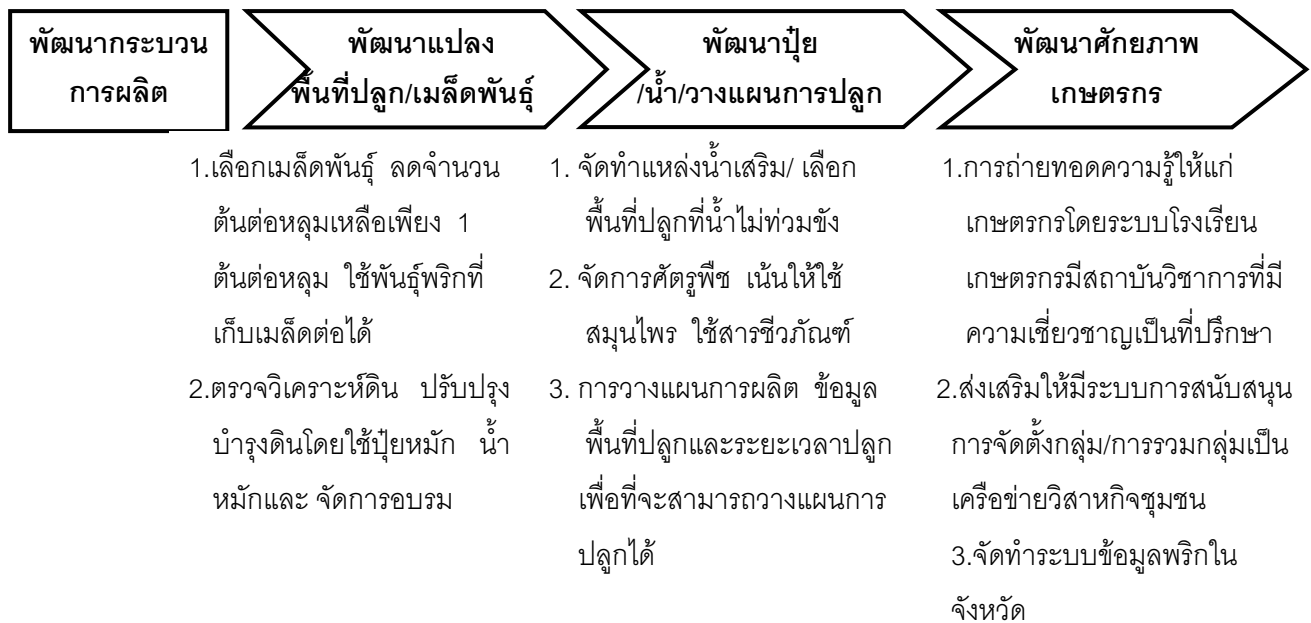 พัฒนากระบวน
การผลิต
พัฒนาแปลง
พื้นที่ปลูก/เมล็ดพันธุ์
พัฒนาปุ๋ย
/น้ำ/วางแผนการปลูก
พัฒนาศักยภาพ
เกษตรกร
1.เลือกเมล็ดพันธุ์ ลดจำนวน
ต้นต่อหลุมเหลือเพียง 1
ต้นต่อหลุม ใช้พันธุ์พริกที่
เก็บเมล็ดต่อได้
2.ตรวจวิเคราะห์ดิน ปรับปรุง
บำรุงดินโดยใช้ปุ๋ยหมัก น้ำ
หมักและ จัดการอบรม
1. จัดทำแหล่งน้ำเสริม/ เลือก
พื้นที่ปลูกที่น้ำไม่ท่วมขัง
2. จัดการศัตรูพืช เน้นให้ใช้
สมุนไพร ใช้สารชีวภัณฑ์
3. การวางแผนการผลิต ข้อมูล
พื้นที่ปลูกและระยะเวลาปลูก
เพื่อที่จะสามารถวางแผนการ
ปลูกได้
1.การถ่ายทอดความรู้ให้แก่
เกษตรกรโดยระบบโรงเรียน
เกษตรกรมีสถาบันวิชาการที่มี
ความเชี่ยวชาญเป็นที่ปรึกษา
2.ส่งเสริมให้มีระบบการสนับสนุน
การจัดตั้งกลุ่ม/การรวมกลุ่มเป็น
เครือข่ายวิสาหกิจชุมชน
3.จัดทำระบบข้อมูลพริกใน
จังหวัด